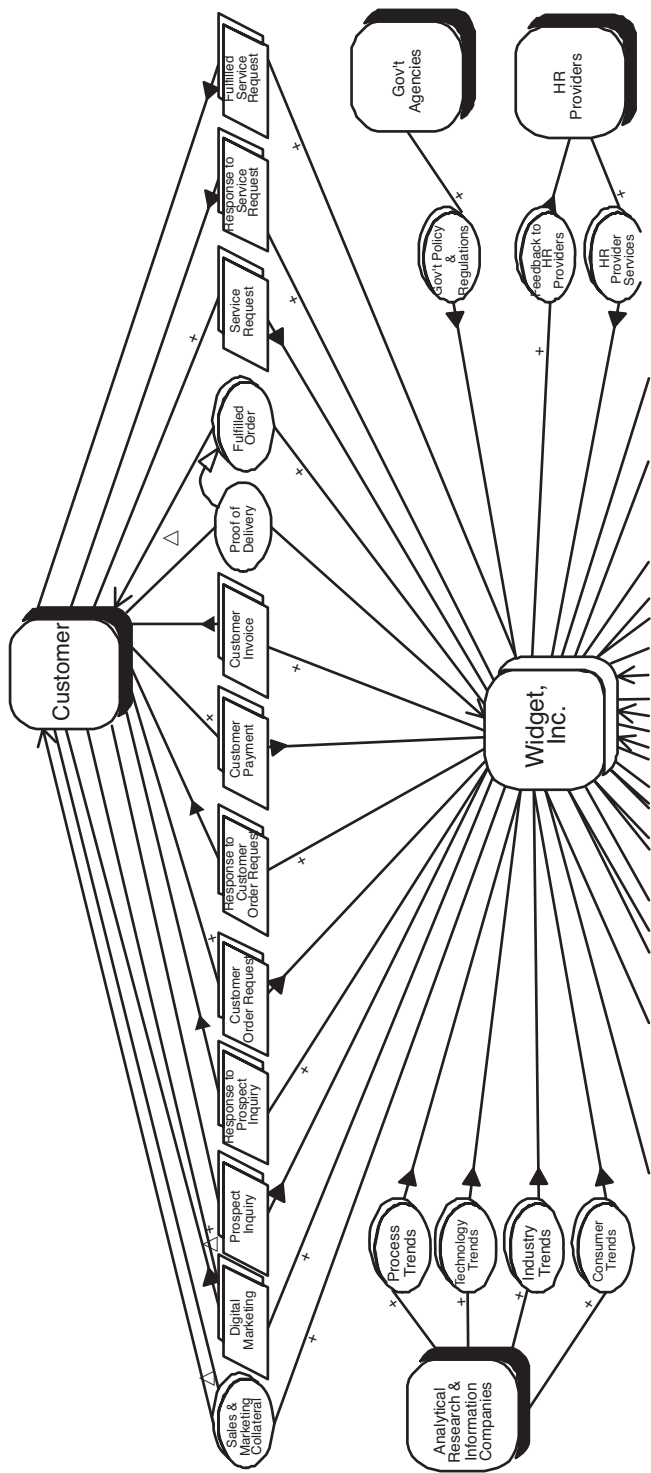 Customer
Sales &
Marketing
Collateral
Digital
Marketing
Prospect
Inquiry
Response to
Prospect
Inquiry
Customer
Order Request
Response to
Customer
Order Request
Customer
Payment
Customer
Invoice
Proof of
Delivery
Fulfilled
Order
Service
Request
Response to
Service
Request
Fulfilled
Service
Request
Analytical
Research &
Information
Companies
Process
Trends
Technology
Trends
Industry
Trends
Consumer
Trends
Widget,
Inc.
Gov't Policy
&
Regulations
Gov't
Agencies
Feedback to
HR
Providers
HR
Provider
Services
HR
Providers